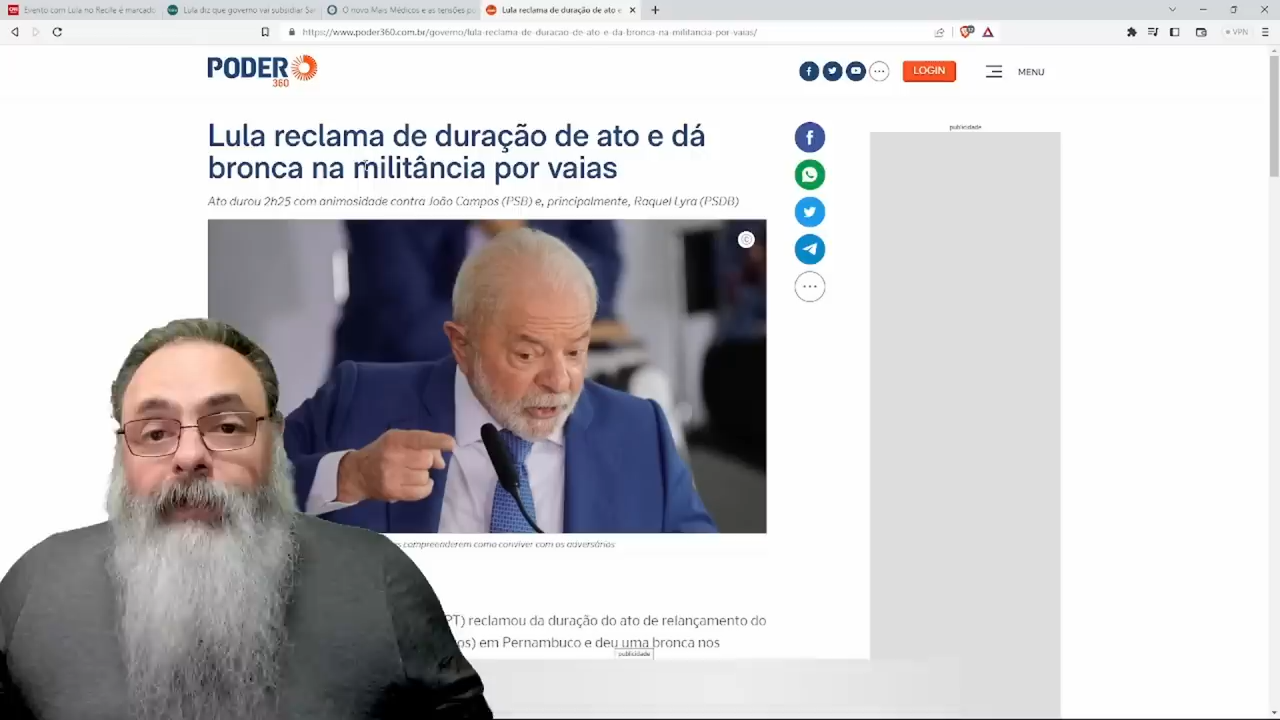 Evento com Lula no Recife é marcado
Lula diz que governo vai subsidiar San
O novo Mais Médicos e as tensões po
Lula reclama de duração de ato e
https://www.poder360.com.br/governo/lula-reclama-de-duracao-de-ato-e-da-bronca-na-militancia-por-vaias/
VPN
PODER
360
LOGIN
MENU
Lula reclama de duração de ato e dá
bronca na militância por vaias
publicidade
Ato durou 2h25 com animosidade contra João Campos (PSB) e, principalmente, Raquel Lyra (PSDB)
compreenderem como conviver com os adversários
PT) reclamou da duração do ato de relançamento do
os) em Pernambuco e deu uma bronca nos
publicidade